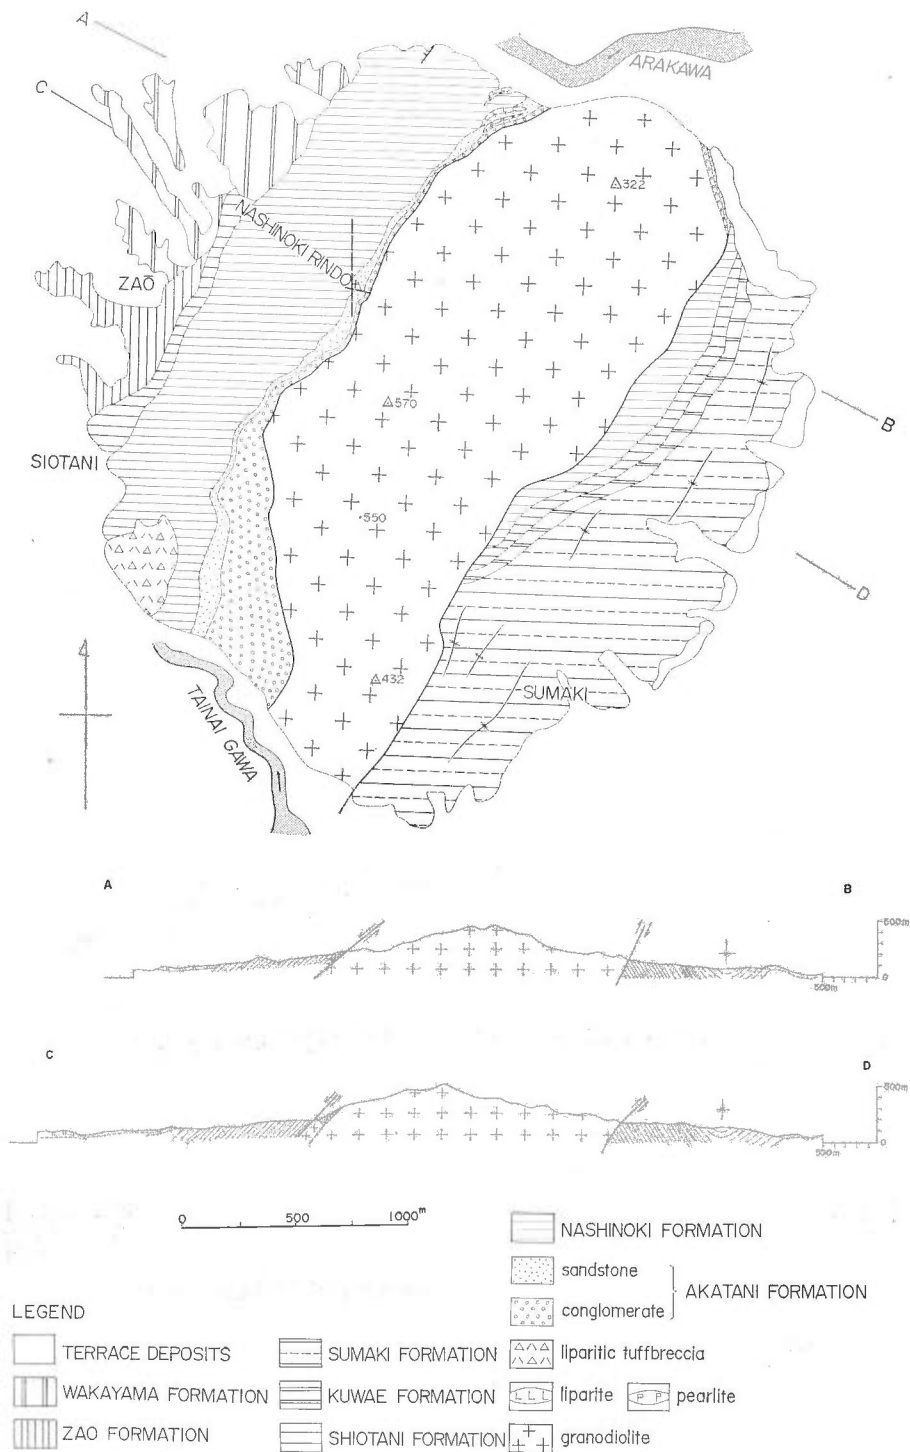 A
C
ARAKAWA
△322
NASHINOKI RINDO
ZAŌ
△570
B
SIOTANI
•550
D
△432
SUMAKI
TAINAI GAWA
A
B
500m
0
500m
C
D
500m
0
500m
0 500 1000m
NASHINOKI FORMATION
sandstone
AKATANI FORMATION
conglomerate
LEGEND
TERRACE DEPOSITS
SUMAKI FORMATION
liparitic tuffbreccia
WAKAYAMA FORMATION
KUWAE FORMATION
L L L liparite
P P pearlite
ZAO FORMATION
SHIOTANI FORMATION
granodiolite